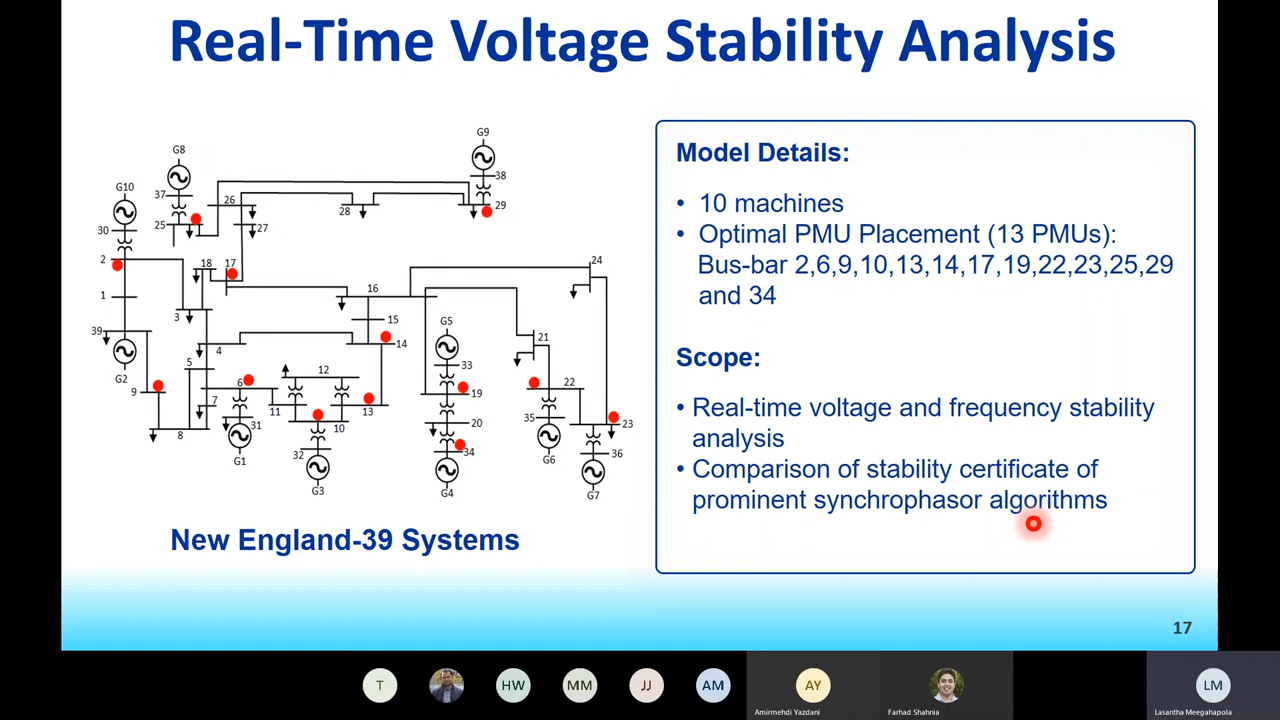 Real-Time Voltage Stability Analysis
G9
G8
38
G10
37
26
29
28
30
25
27
2
18
17
24
16
1
15
3
G5
39
21
14
4
33
G2
5
12
22
9
6
19
7
11
13
20
35
31
10
23
8
34
32
36
G1
G6
G3
G4
G7
New England-39 Systems
Model Details:
• 10 machines
• Optimal PMU Placement (13 PMUs):
Bus-bar 2,6,9,10,13,14,17,19,22,23,25,29
and 34
Scope:
• Real-time voltage and frequency stability
analysis
• Comparison of stability certificate of
prominent synchrophasor algorithms
17
T
HW
MM
JJ
AM
AY
LM
Amirmehdi Yazdani
Farhad Shahnia
Lasantha Meegahapola